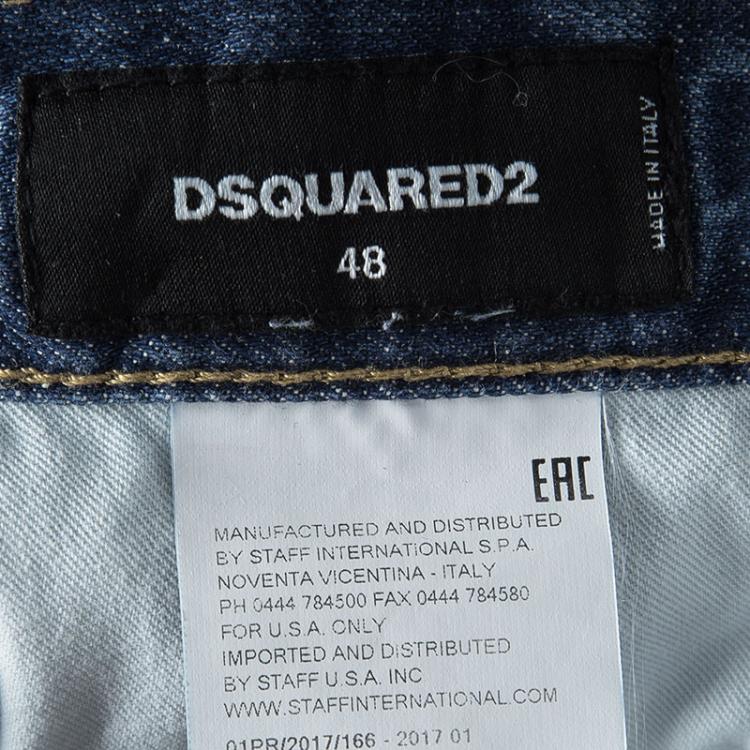 DSQUARED2
48
MADE IN ITALY
EAC
MANUFACTURED AND DISTRIBUTED
BY STAFF INTERNATIONAL S.P.A.
NOVENTA VICENTINA - ITALY
PH 0444 784500 FAX 0444 784580
FOR U.S.A. ONLY
IMPORTED AND DISTRIBUTED
BY STAFF U.S.A. INC
WWW.STAFFINTERNATIONAL.COM
01PR/2017/166 - 2017 01